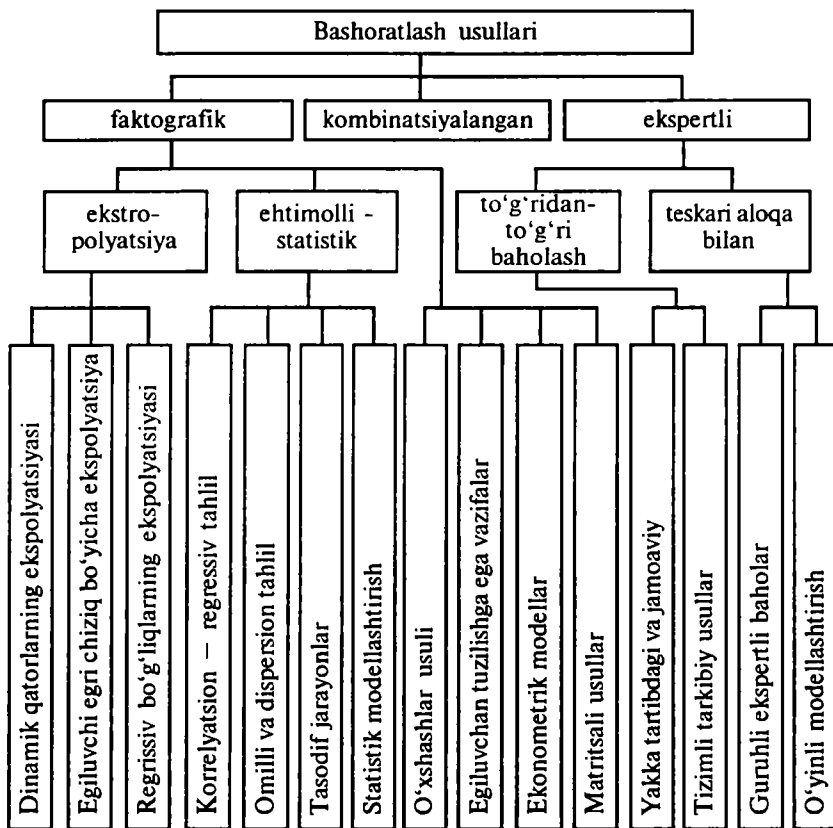 Bashoratlash usullari
faktografik
kombinatsiyalangan
ekspertli
ekstro-
polyatsiya
ehtimolli -
statistik
to‘g‘ridan-
to‘g‘ri
baholash
teskari aloqa
bilan
Dinamik qatorlarning ekspolyatsiyasi
Egiluvchi egri chiziq bo‘yicha ekspolyatsiya
Regrissiv bo‘g‘liqlarning ekspolyatsiyasi
Korrelyatsion — regressiv tahlil
Omilli va dispersion tahlil
Tasodif jarayonlar
Statistik modellashtirish
O‘xshashlar usuli
Egiluvchan tuzilishga ega vazifalar
Ekonometrik modellar
Matritsali usullar
Yakka tartibdagi va jamoaviy
Tizimli tarkibiy usullar
Guruhli ekspertli baholar
O‘yinli modellashtirish